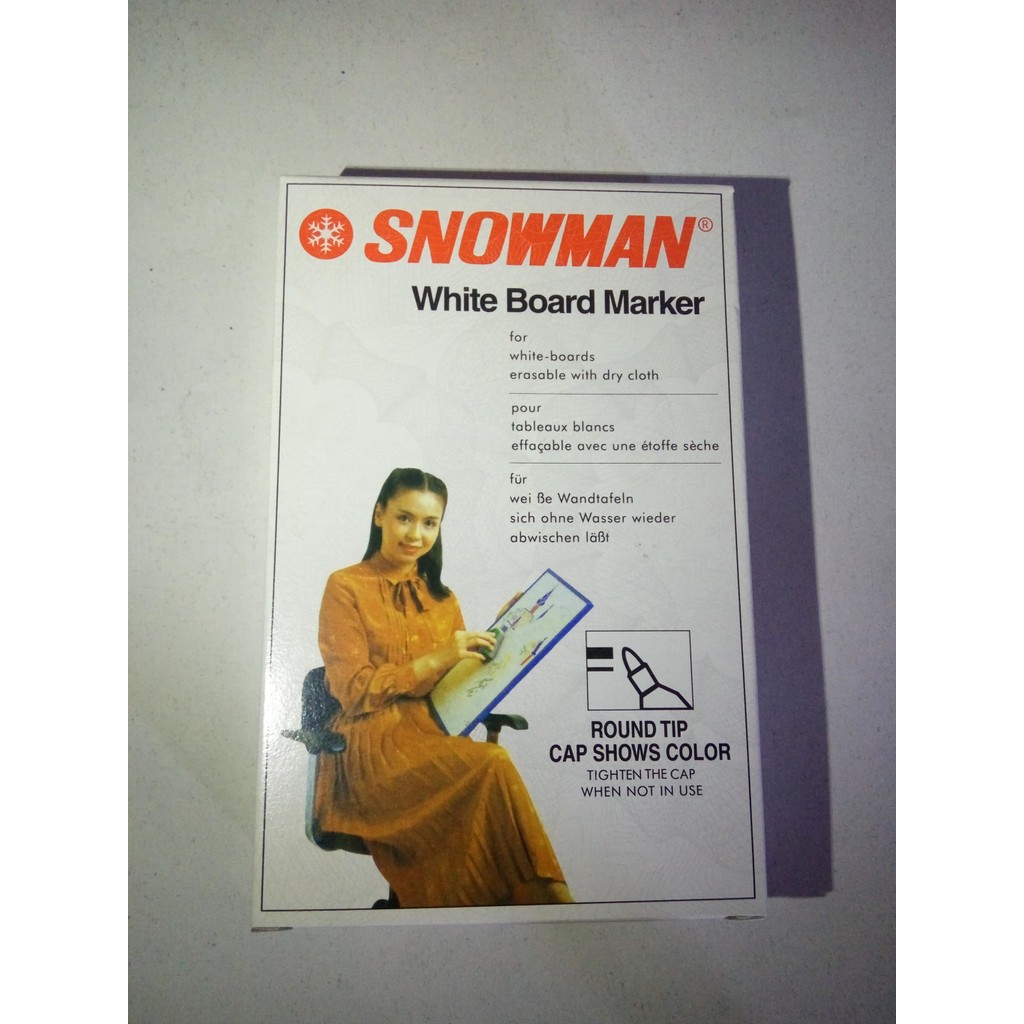 SNOWMAN®
White Board Marker
for
white-boards
erasable with dry cloth
pour
tableaux blancs
effaçable avec une étoffe sèche
für
wei ße Wandtafeln
sich ohne Wasser wieder
abwischen läßt
ROUND TIP
CAP SHOWS COLOR
TIGHTEN THE CAP
WHEN NOT IN USE